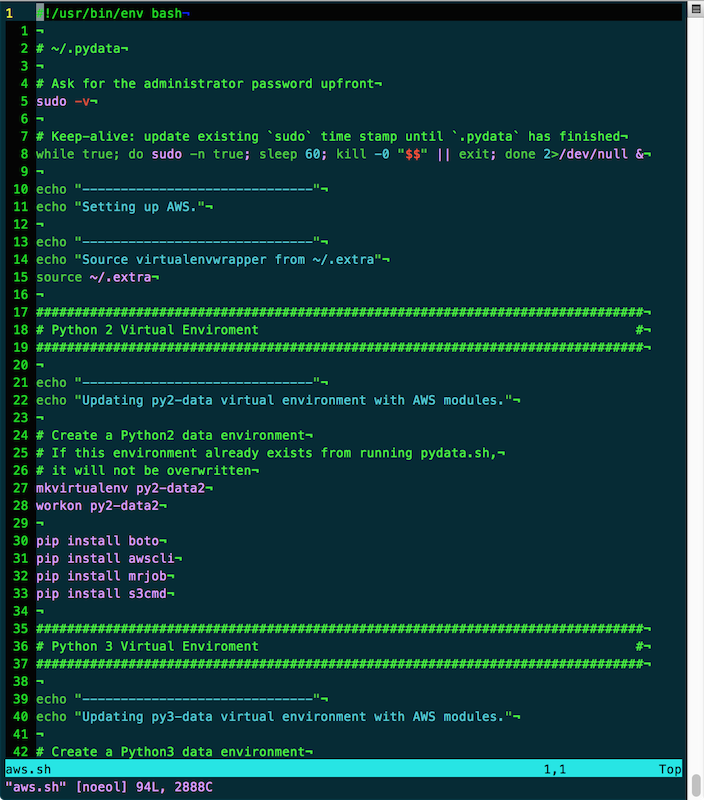 1 #!/usr/bin/env bash¬
1 ¬
2 # ~/.pydata¬
3 ¬
4 # Ask for the administrator password upfront¬
5 sudo -v¬
6 ¬
7 # Keep-alive: update existing `sudo` time stamp until `.pydata` has finished¬
8 while true; do sudo -n true; sleep 60; kill -0 "$$" || exit; done 2>/dev/null &¬
9 ¬
10 echo "------------------------------"¬
11 echo "Setting up AWS."¬
12 ¬
13 echo "------------------------------"¬
14 echo "Source virtualenvwrapper from ~/.extra"¬
15 source ~/.extra¬
16 ¬
17 ###############################################################################¬
18 # Python 2 Virtual Enviroment                                                 #¬
19 ###############################################################################¬
20 ¬
21 echo "------------------------------"¬
22 echo "Updating py2-data virtual environment with AWS modules."¬
23 ¬
24 # Create a Python2 data environment¬
25 # If this environment already exists from running pydata.sh,¬
26 # it will not be overwritten¬
27 mkvirtualenv py2-data2¬
28 workon py2-data2¬
29 ¬
30 pip install boto¬
31 pip install awscli¬
32 pip install mrjob¬
33 pip install s3cmd¬
34 ¬
35 ###############################################################################¬
36 # Python 3 Virtual Enviroment                                                 #¬
37 ###############################################################################¬
38 ¬
39 echo "------------------------------"¬
40 echo "Updating py3-data virtual environment with AWS modules."¬
41 ¬
42 # Create a Python3 data environment¬
aws.sh 1,1 Top
"aws.sh" [noeol] 94L, 2888C